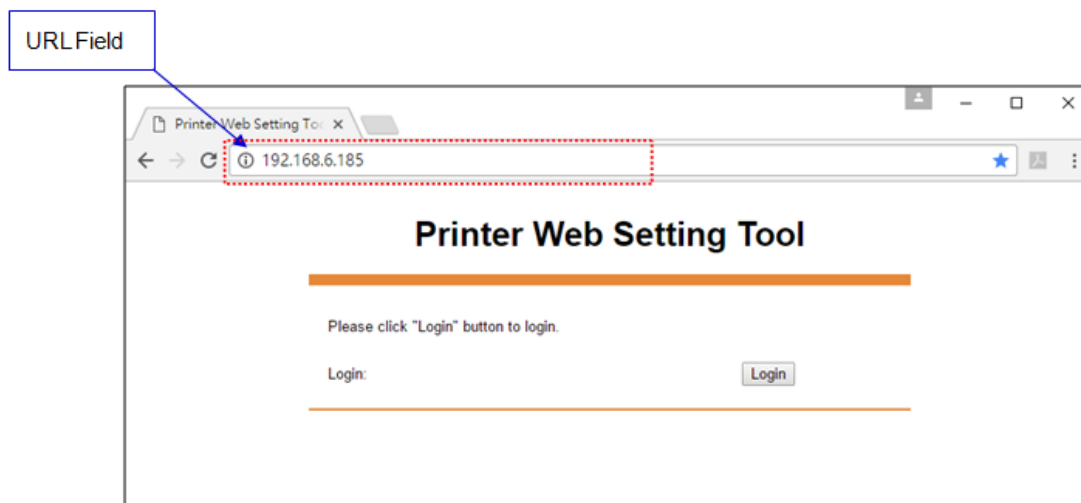 URL Field
Printer Web Setting To
192.168.6.185
Printer Web Setting Tool
Please click "Login" button to login.
Login:
Login